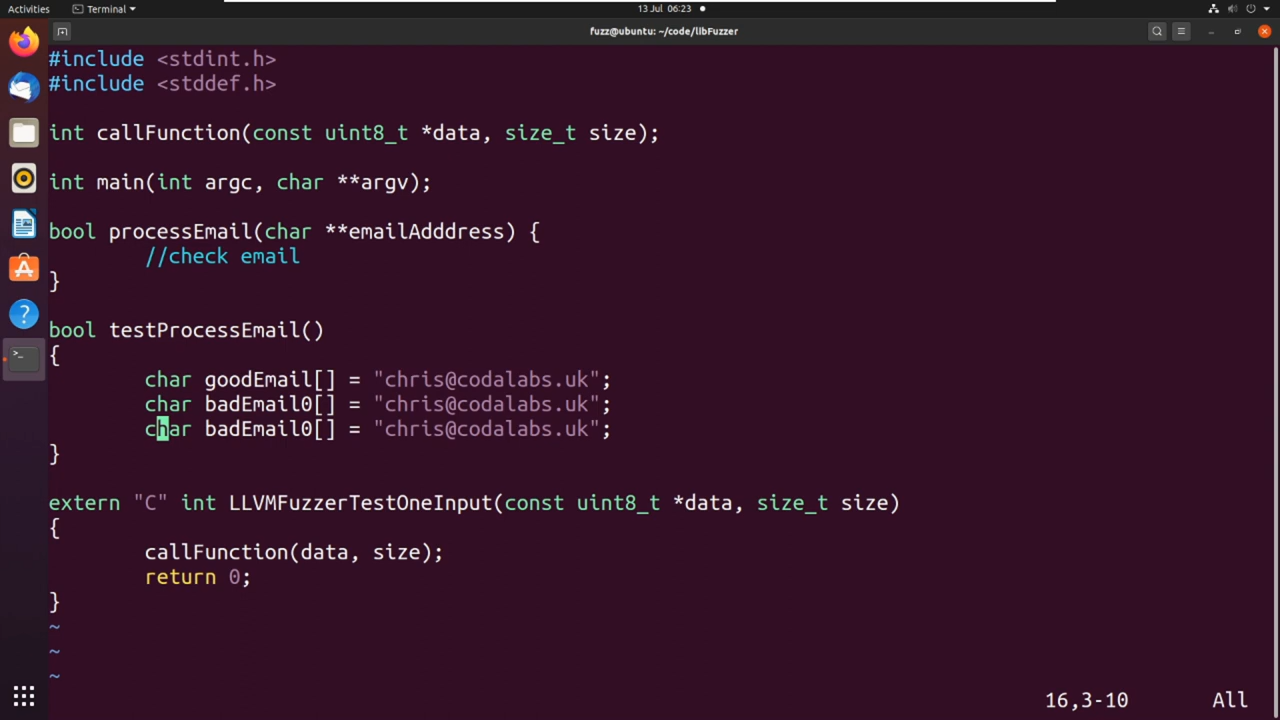 Activities
Terminal
13 Jul 06:23
fuzz@ubuntu: ~/code/libFuzzer
#include <stdint.h>
#include <stddef.h>
int callFunction(const uint8_t *data, size_t size);
int main(int argc, char **argv);
bool processEmail(char **emailAdddress) {
//check email
}
bool testProcessEmail()
{
char goodEmail[] = "chris@codalabs.uk";
char badEmail0[] = "chris@codalabs.uk";
char badEmail0[] = "chris@codalabs.uk";
}
extern "C" int LLVMFuzzerTestOneInput(const uint8_t *data, size_t size)
{
callFunction(data, size);
return 0;
}
~
~
~
16,3-10 All